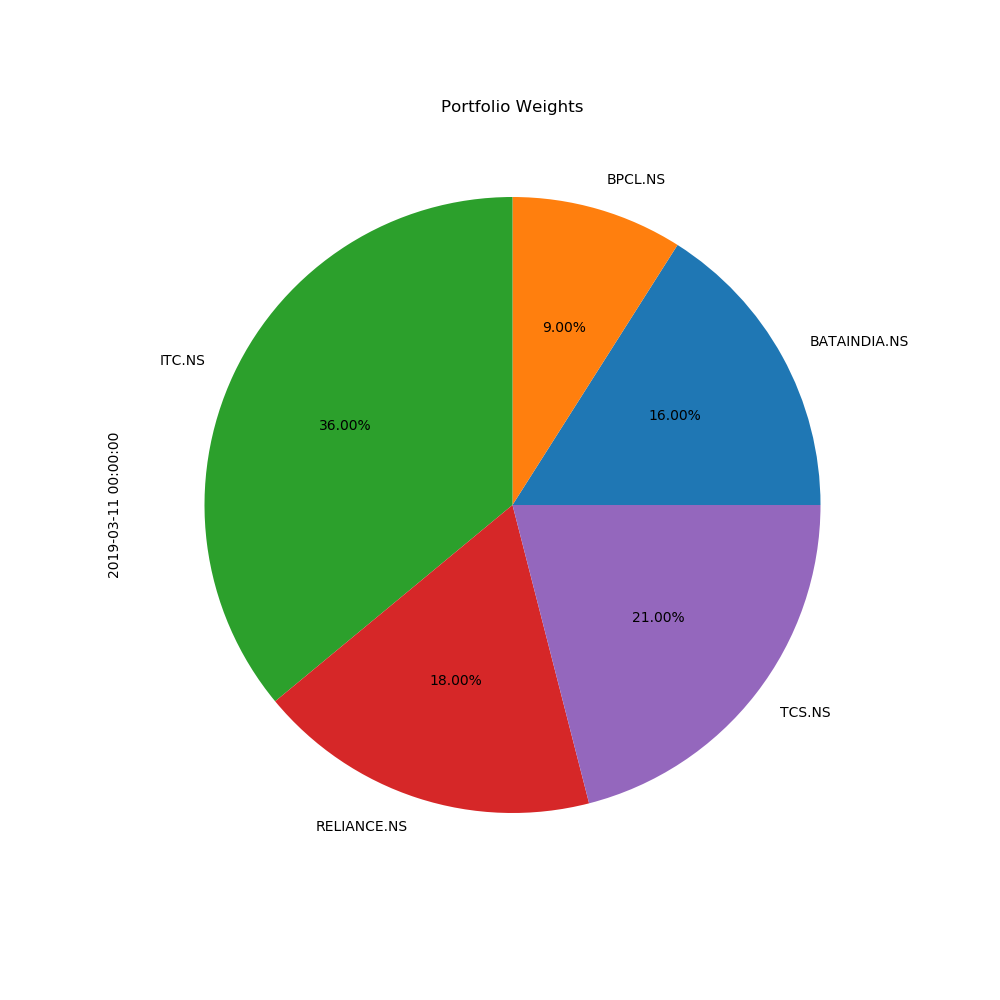 Portfolio Weights
BPCL.NS
BATAINDIA.NS
9.00%
ITC.NS
16.00%
36.00%
2019-03-11 00:00:00
21.00%
18.00%
TCS.NS
RELIANCE.NS